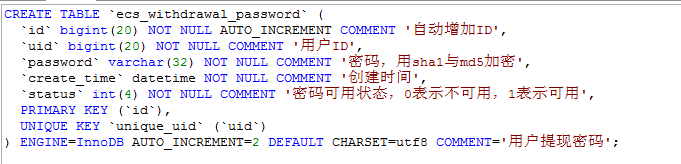 CREATE TABLE `ecs_withdrawal_password` (
  `id` bigint(20) NOT NULL AUTO_INCREMENT COMMENT '自动增加ID',
  `uid` bigint(20) NOT NULL COMMENT '用户ID',
  `password` varchar(32) NOT NULL COMMENT '密码，用sha1与md5加密',
  `create_time` datetime NOT NULL COMMENT '创建时间',
  `status` int(4) NOT NULL COMMENT '密码可用状态，0表示不可用，1表示可用',
  PRIMARY KEY (`id`),
  UNIQUE KEY `unique_uid` (`uid`)
) ENGINE=InnoDB AUTO_INCREMENT=2 DEFAULT CHARSET=utf8 COMMENT='用户提现密码';